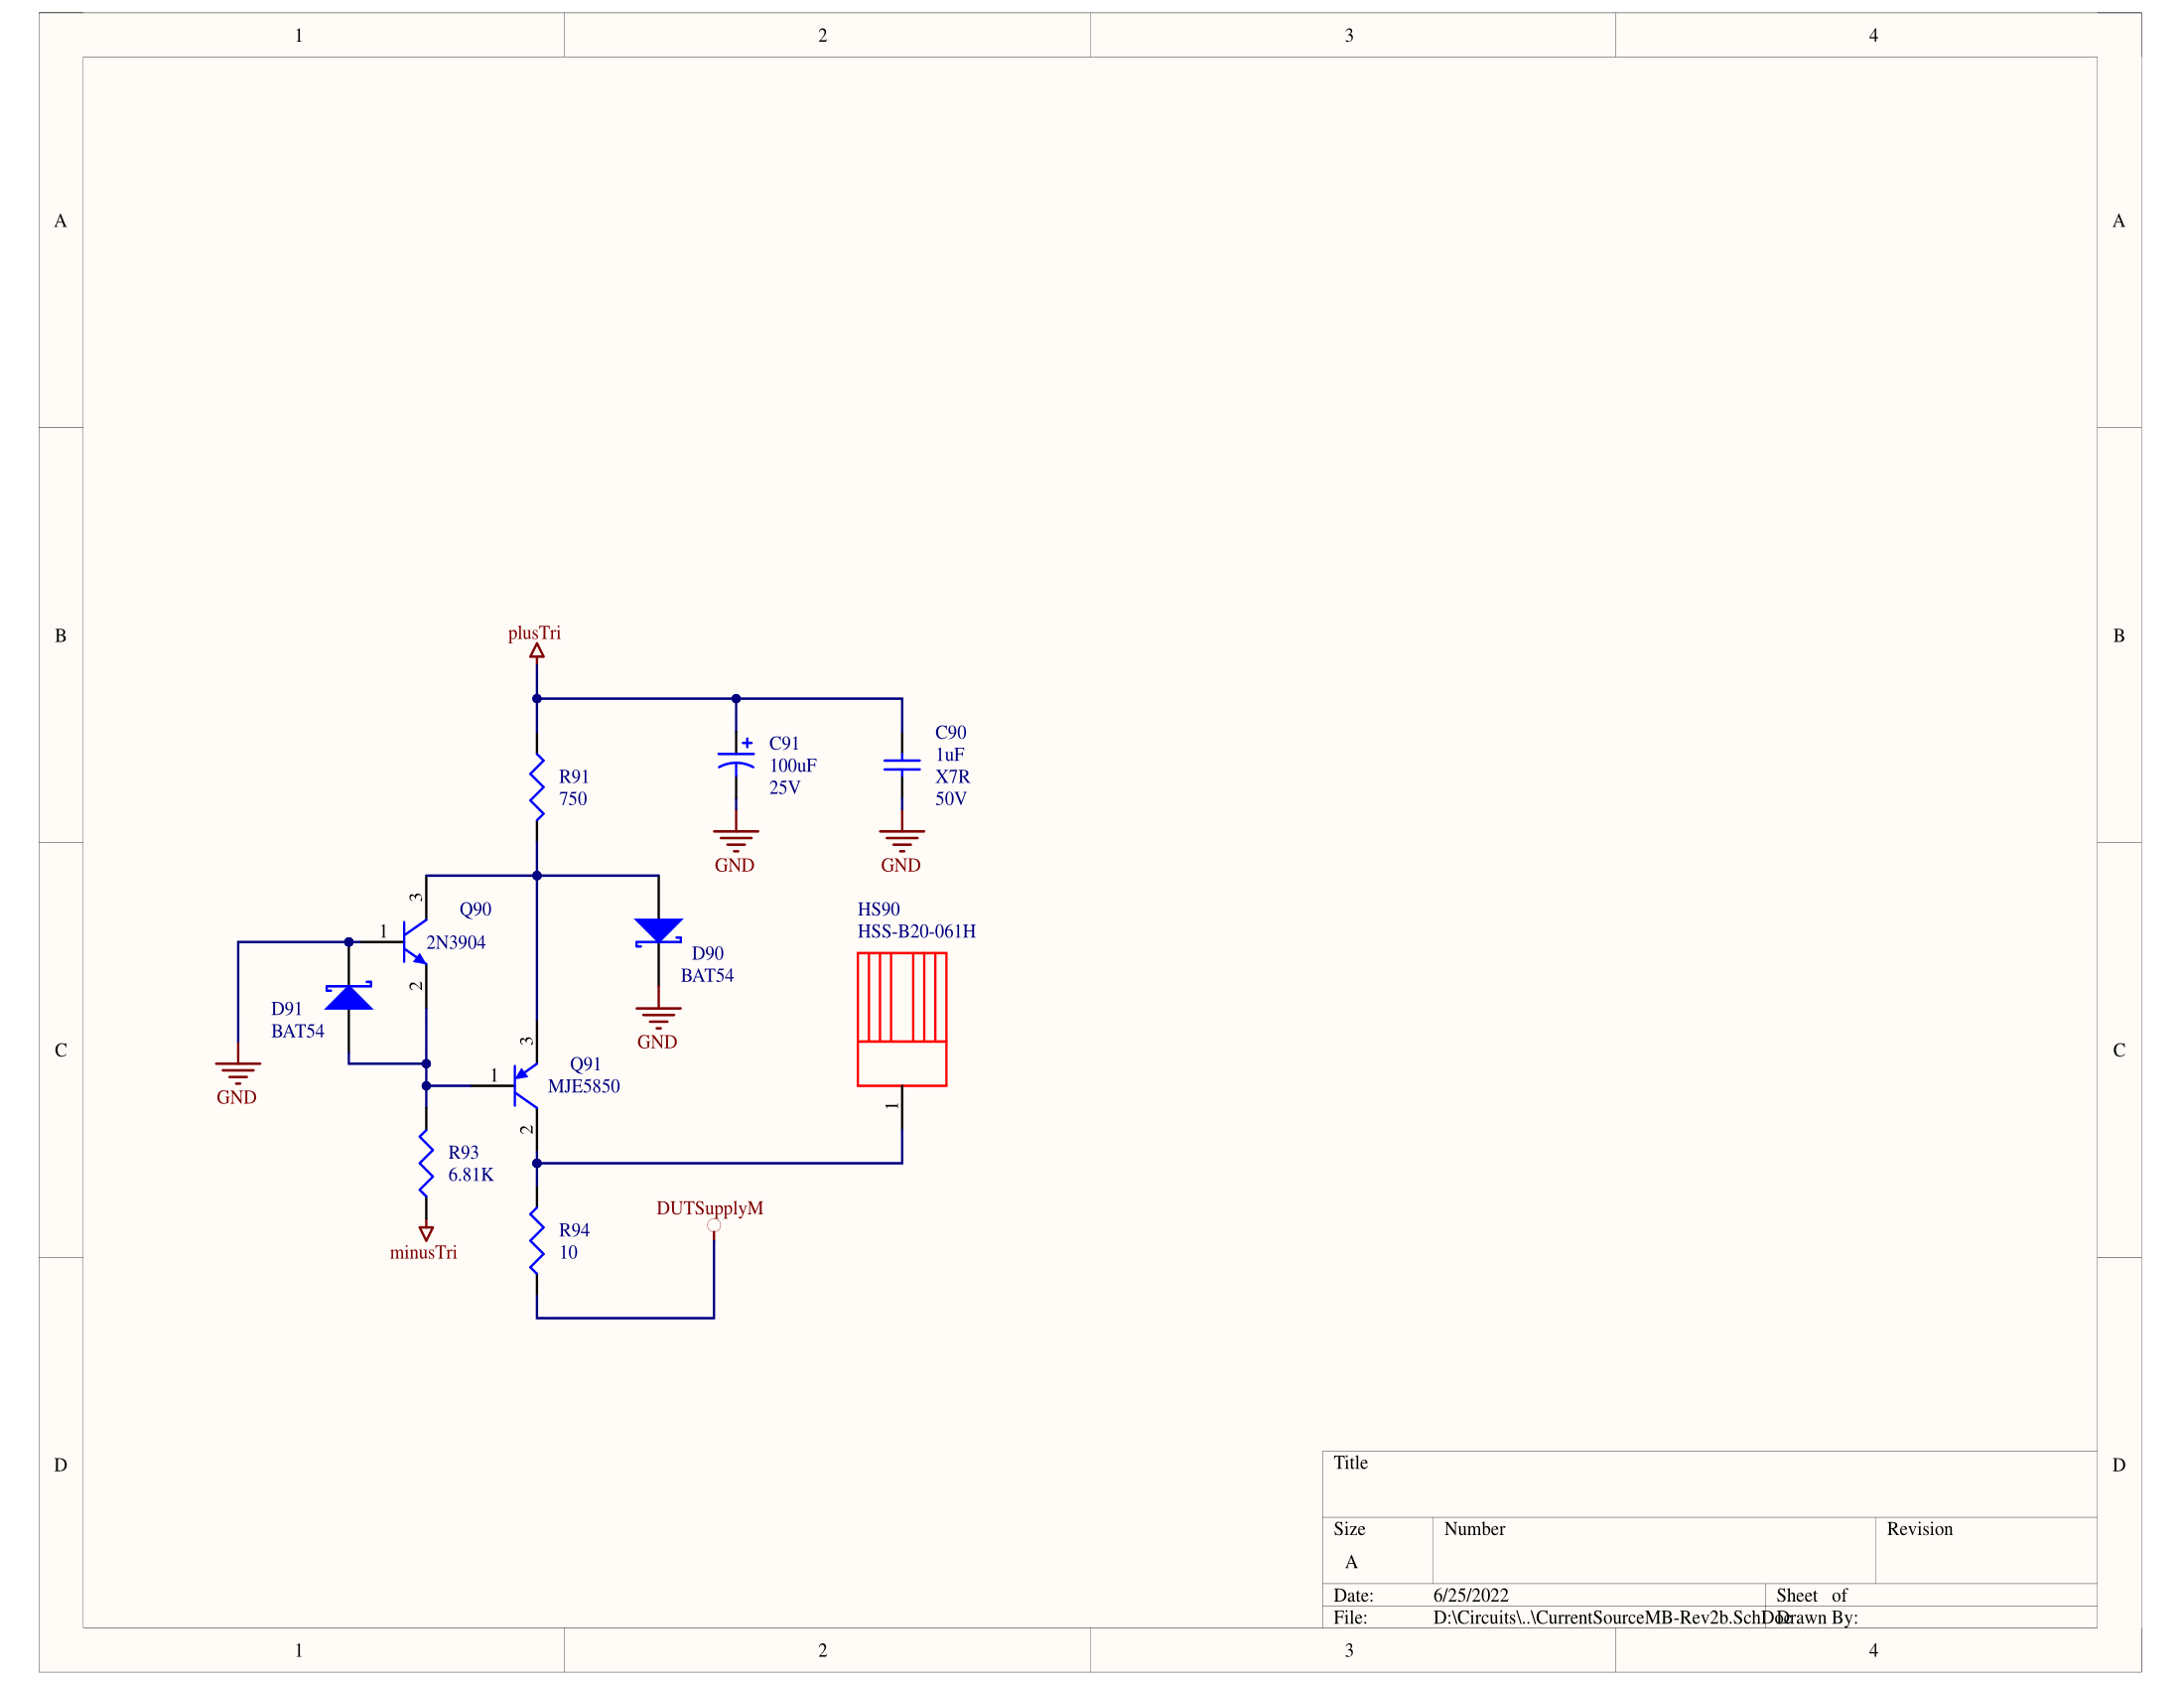 1 2 3 4
A A
B B
plusTri
R91
750
C91
100uF
25V
C90
1uF
X7R
50V
GND
GND
3
Q90
1
2N3904
2
D90
BAT54
GND
HS90
HSS-B20-061H
1
D91
BAT54
GND
C C
3
Q91
1
MJE5850
2
R93
6.81K
minusTri
DUTSupplyM
R94
10
D D
Title
Size Number Revision
A
Date: 6/25/2022 Sheet of
File: D:\Circuits\..\CurrentSourceMB-Rev2b.SchDoc Drawn By:
1 2 3 4